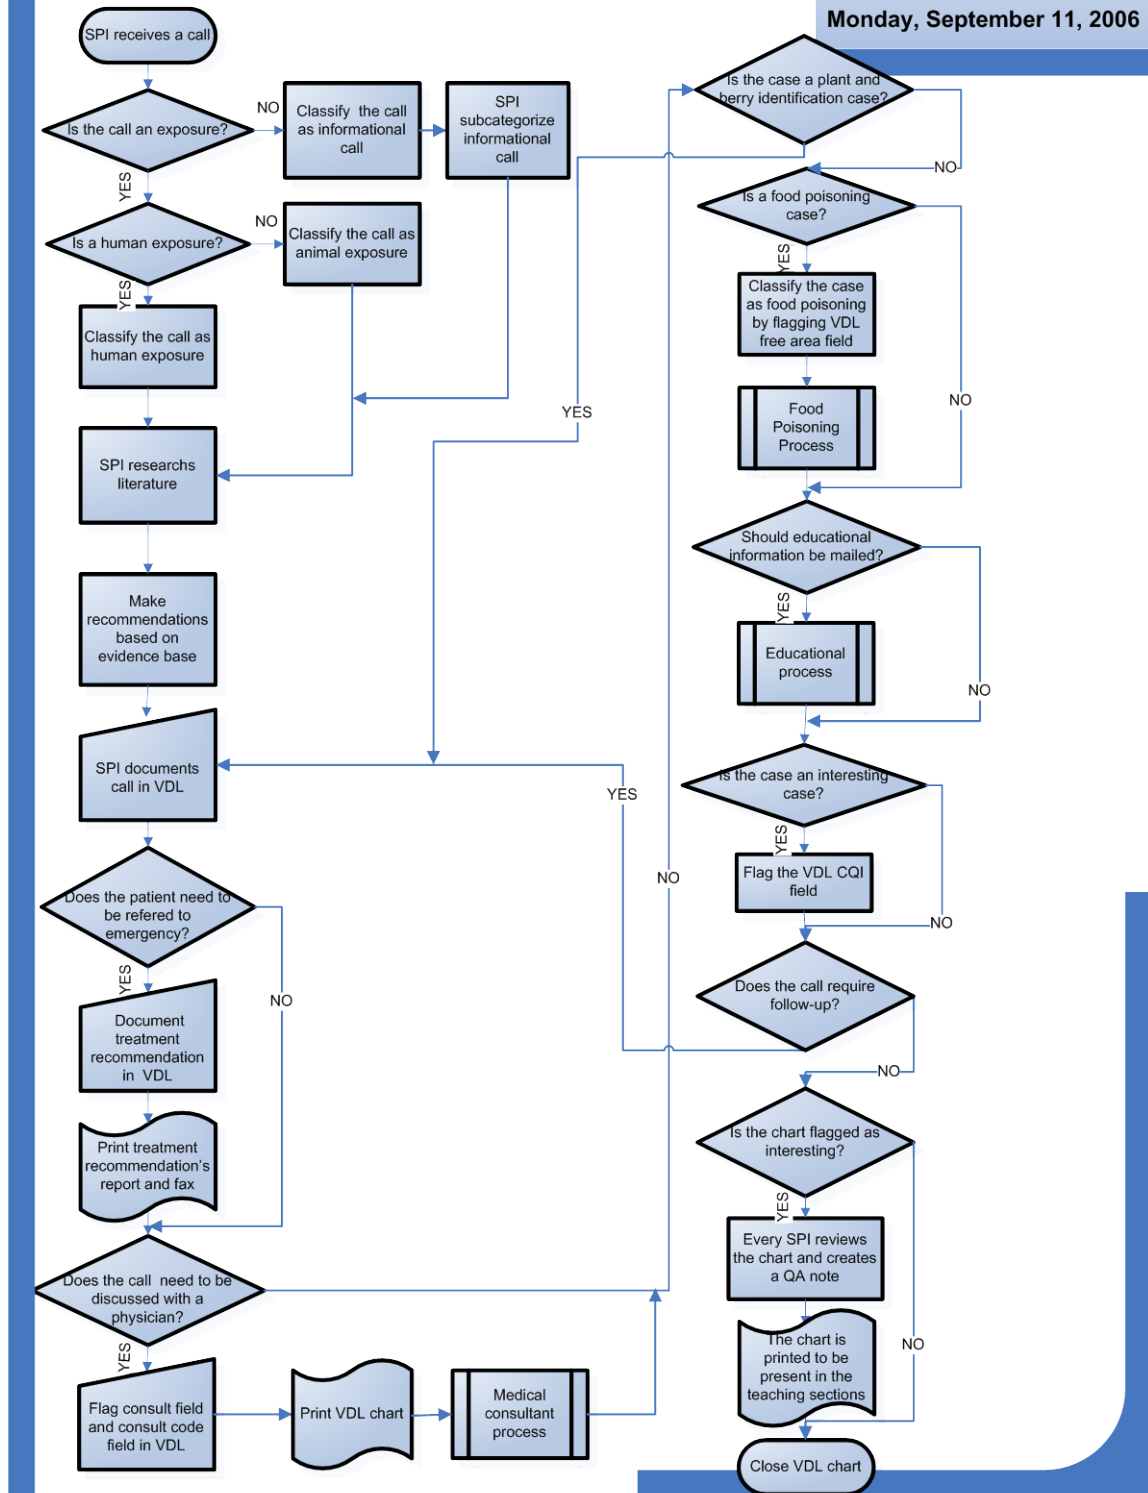 Monday, September 11, 2006
SPI receives a call
Is the call an exposure?
NO
Classify the call
as informational
call
SPI
subcategorize
informational
call
YES
Is a human exposure?
NO
Classify the call as
animal exposure
YES
Classify the call as
human exposure
SPI researchs
literature
Make
recommendations
based on
evidence base
SPI documents
call in VDL
Does the patient need to
be refered to
emergency?
YES
NO
Document
treatment
recommendation
in VDL
Print treatment
recommendation's
report and fax
Does the call need to be
discussed with a
physician?
YES
Flag consult field
and consult code
field in VDL
Print VDL chart
Medical
consultant
process
NO
Is the case a plant and
berry identification case?
YES
NO
Is a food poisoning
case?
YES
NO
Classify the case
as food poisoning
by flagging VDL
free area field
Food
Poisoning
Process
Should educational
information be mailed?
YES
NO
Educational
process
Is the case an interesting
case?
YES
NO
Flag the VDL CQI
field
Does the call require
follow-up?
YES
NO
Is the chart flagged as
interesting?
YES
NO
Every SPI reviews
the chart and creates
a QA note
The chart is
printed to be
present in the
teaching sections
Close VDL chart